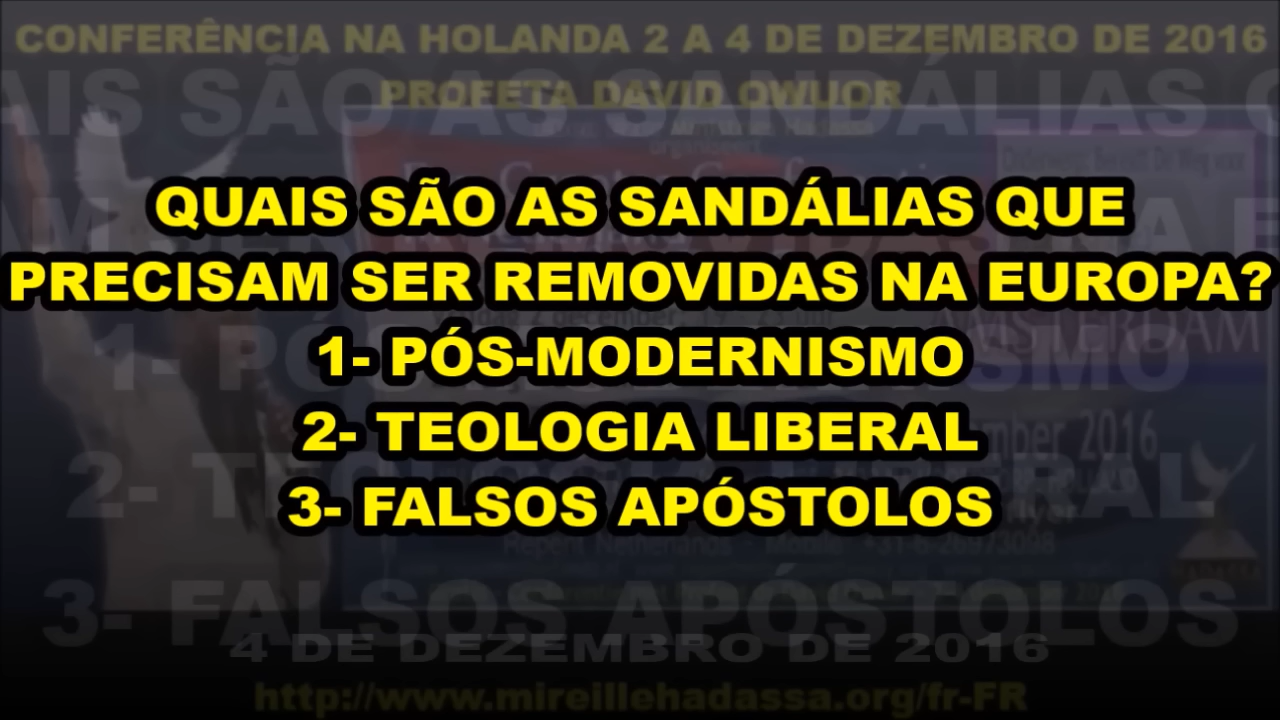 CONFERÊNCIA NA HOLANDA 2 A 4 DE DEZEMBRO DE 2016
PROFETA DAVID OWUOR
QUAIS SÃO AS SANDÁLIAS QUE
PRECISAM SER REMOVIDAS NA EUROPA?
1- PÓS-MODERNISMO
2- TEOLOGIA LIBERAL
3- FALSOS APÓSTOLOS
4 DE DEZEMBRO DE 2016
http://www.mireillehadassa.org/fr-FR